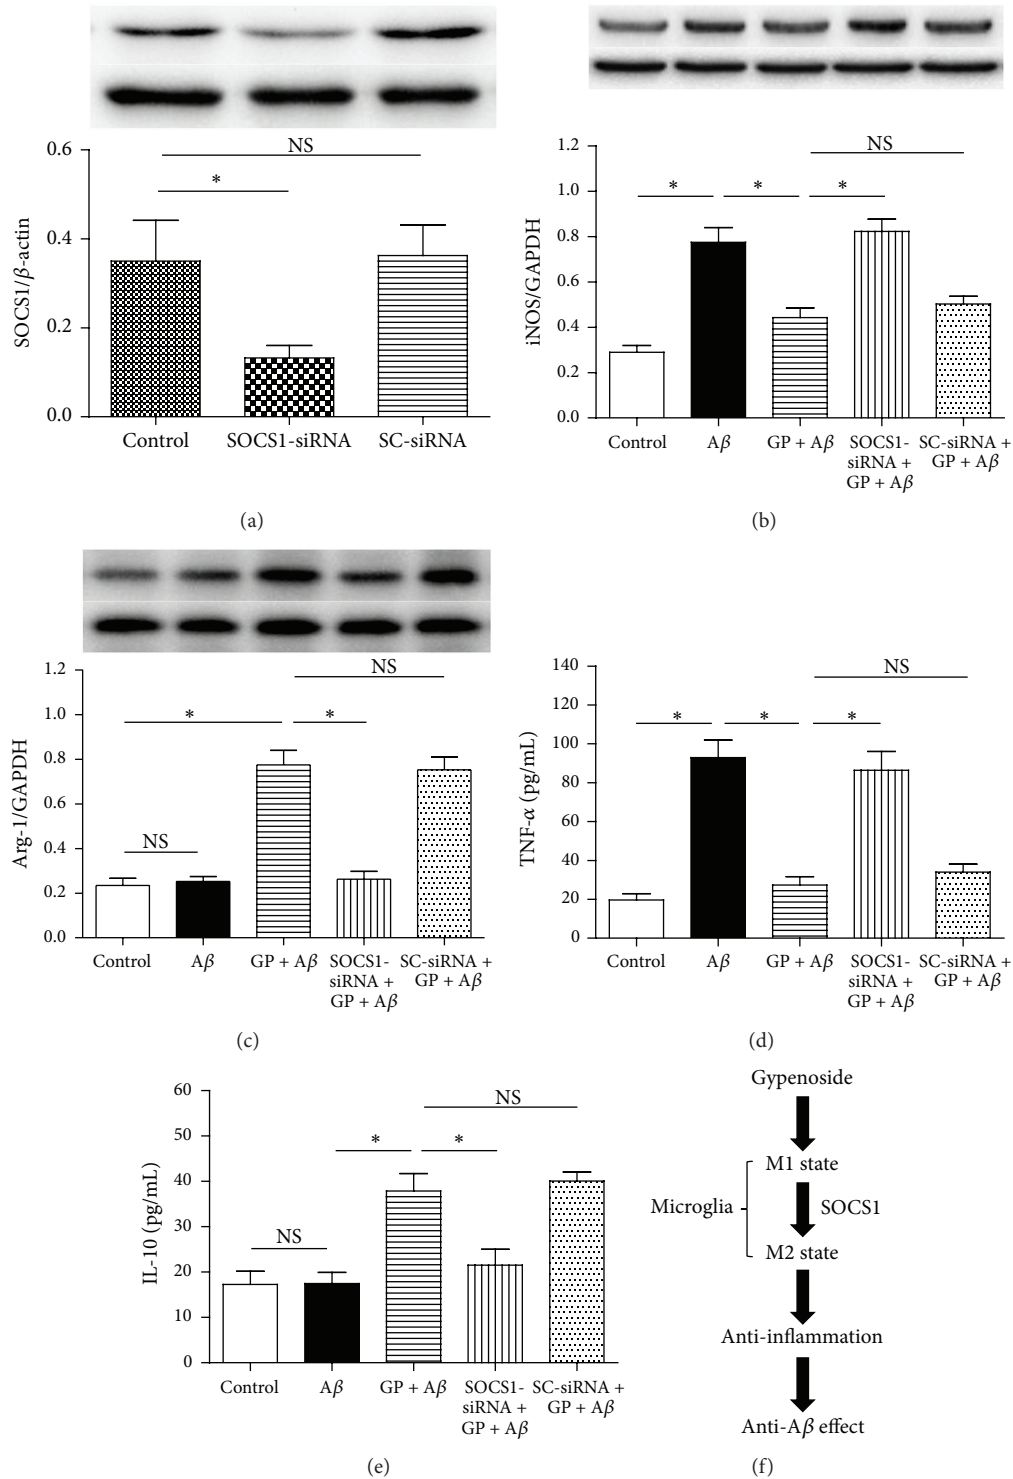 NS
*
0.6
0.4
0.2
0.0
SOCS1/β-actin
Control
SOCS1-siRNA
SC-siRNA
(a)
NS
*
*
*
1.2
1.0
0.8
0.6
0.4
0.2
0.0
iNOS/GAPDH
Control
Aβ
GP + Aβ
SOCS1-
siRNA +
GP + Aβ
SC-siRNA +
GP + Aβ
(b)
NS
*
*
NS
1.2
1.0
0.8
0.6
0.4
0.2
0.0
Arg-1/GAPDH
Control
Aβ
GP + Aβ
SOCS1-
siRNA +
GP + Aβ
SC-siRNA +
GP + Aβ
(c)
NS
*
*
*
140
120
100
80
60
40
20
0
TNF-α (pg/mL)
Control
Aβ
GP + Aβ
SOCS1-
siRNA +
GP + Aβ
SC-siRNA +
GP + Aβ
(d)
NS
*
*
NS
60
50
40
30
20
10
0
IL-10 (pg/mL)
Control
Aβ
GP + Aβ
SOCS1-
siRNA +
GP + Aβ
SC-siRNA +
GP + Aβ
(e)
Gypenoside
M1 state
Microglia
SOCS1
M2 state
Anti-inflammation
Anti-Aβ effect
(f)